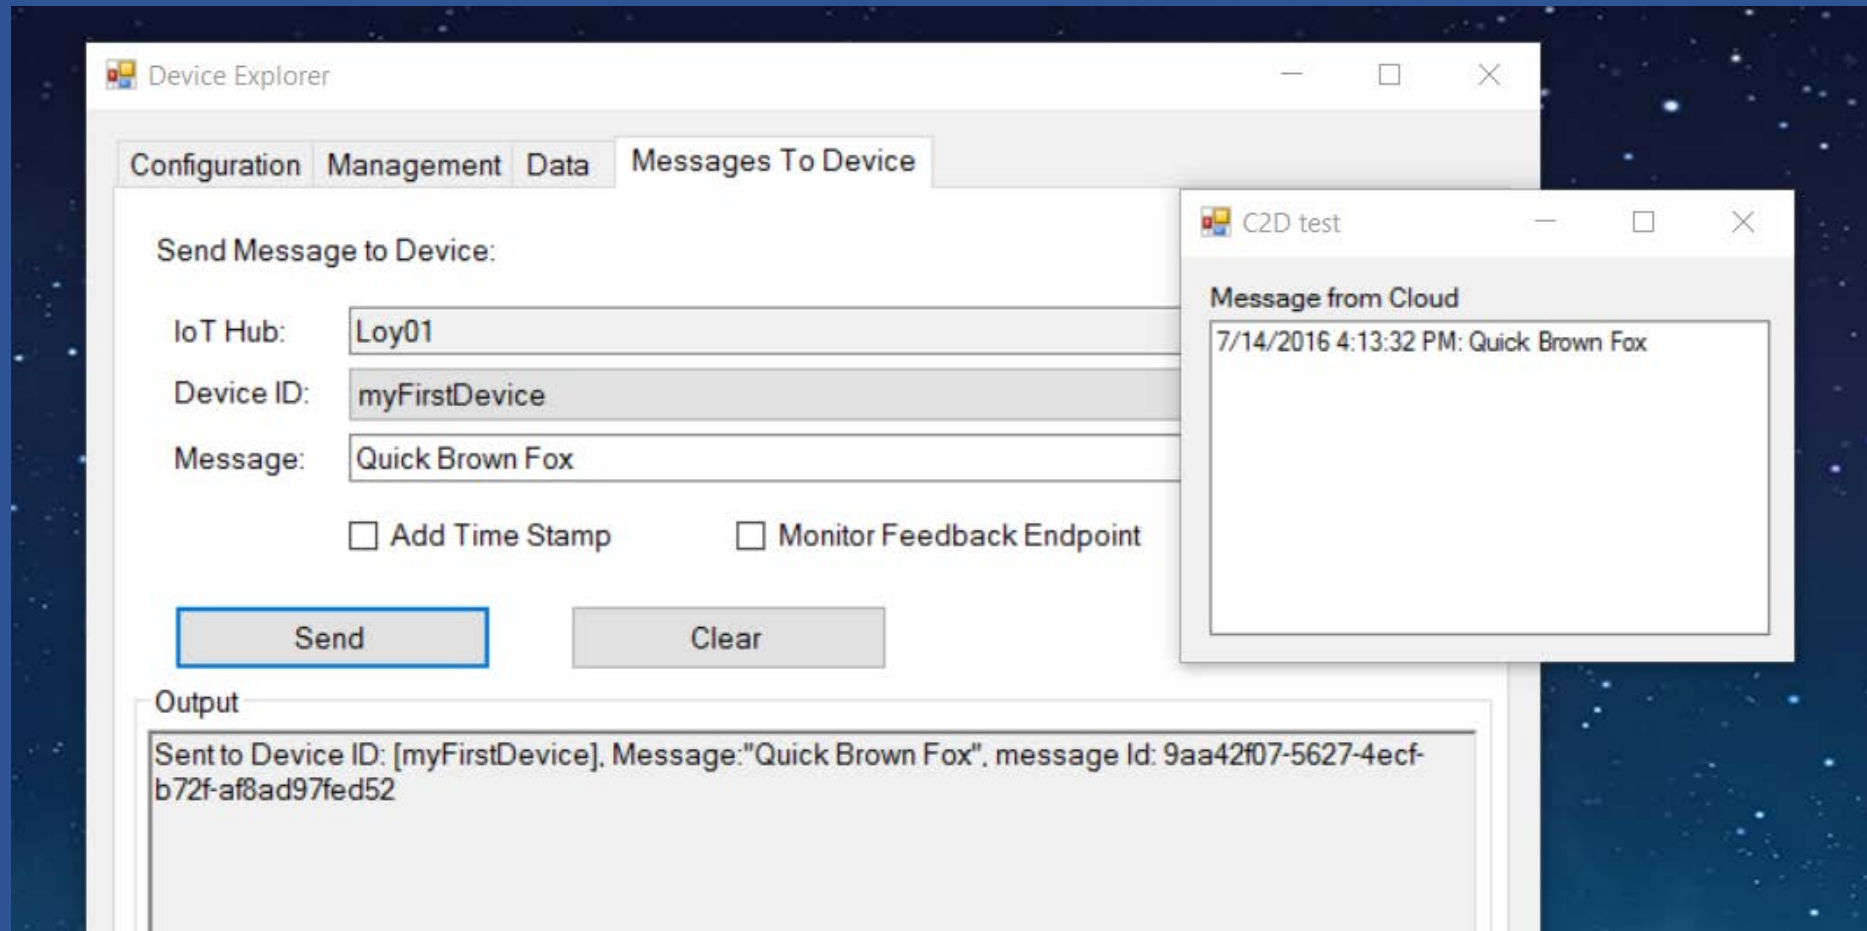 Device Explorer
Configuration Management Data Messages To Device
Send Message to Device:
IoT Hub: Loy01
Device ID: myFirstDevice
Message: Quick Brown Fox
Add Time Stamp Monitor Feedback Endpoint
Send Clear
Output
Sent to Device ID: [myFirstDevice], Message:"Quick Brown Fox", message Id: 9aa42f07-5627-4ecf-
b72f-af8ad97fed52
C2D test
Message from Cloud
7/14/2016 4:13:32 PM: Quick Brown Fox